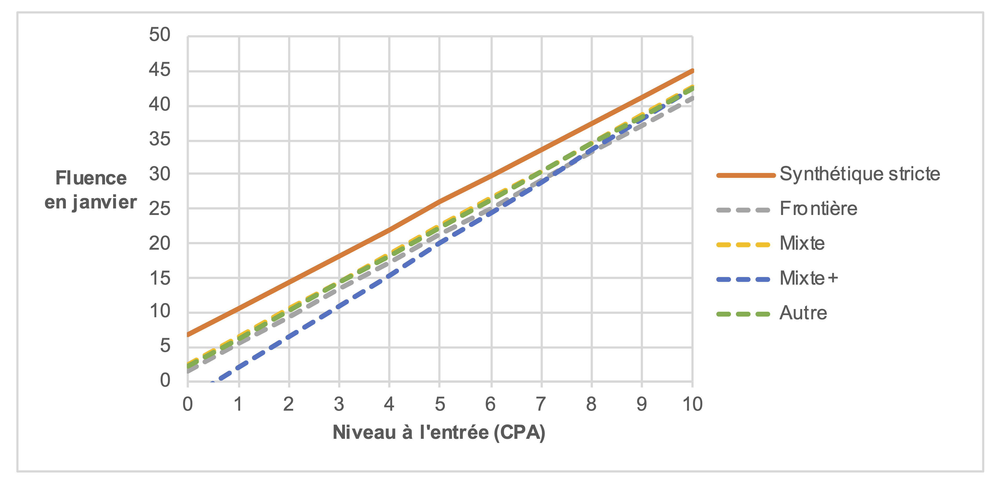 50
45
40
35
30
25
20
15
10
5
0
Fluence
en janvier
0 1 2 3 4 5 6 7 8 9 10
Niveau à l'entrée (CPA)
Synthétique stricte
Frontière
Mixte
Mixte+
Autre